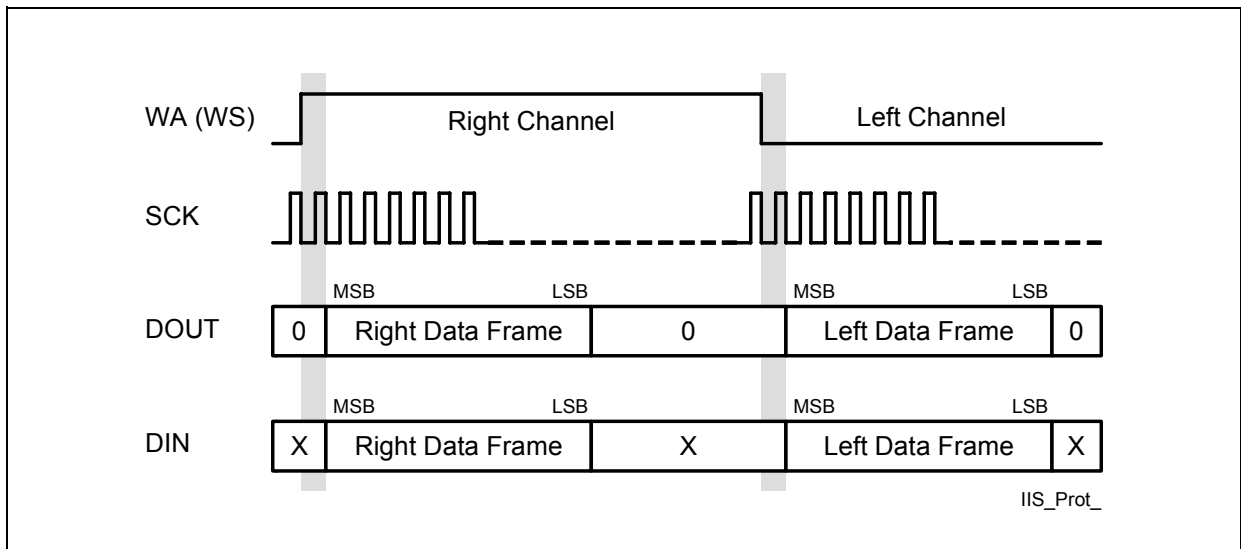 WA (WS)
Right Channel
Left Channel
SCK
MSB
LSB
MSB
LSB
DOUT
0
Right Data Frame
0
Left Data Frame
0
MSB
LSB
MSB
LSB
DIN
X
Right Data Frame
X
Left Data Frame
X
IIS_Prot_